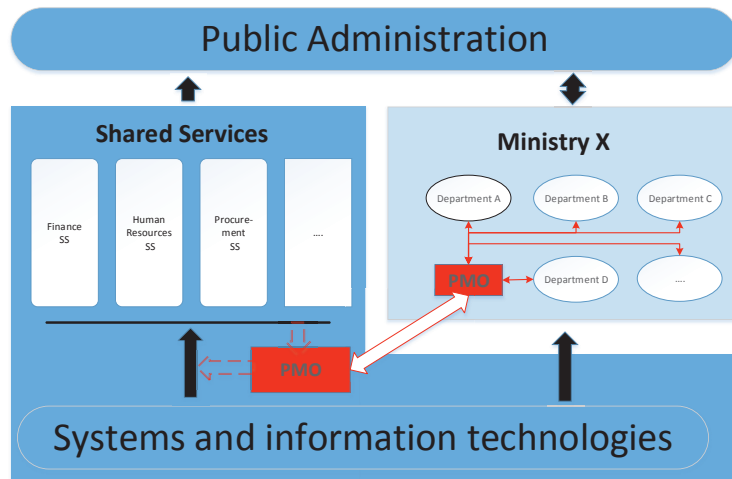 Public Administration
Shared Services
Finance
SS
Human
Resources
SS
Procure-
ment
SS
....
Ministry X
Department A
Department B
Department C
PMO
Department D
....
PMO
Systems and information technologies